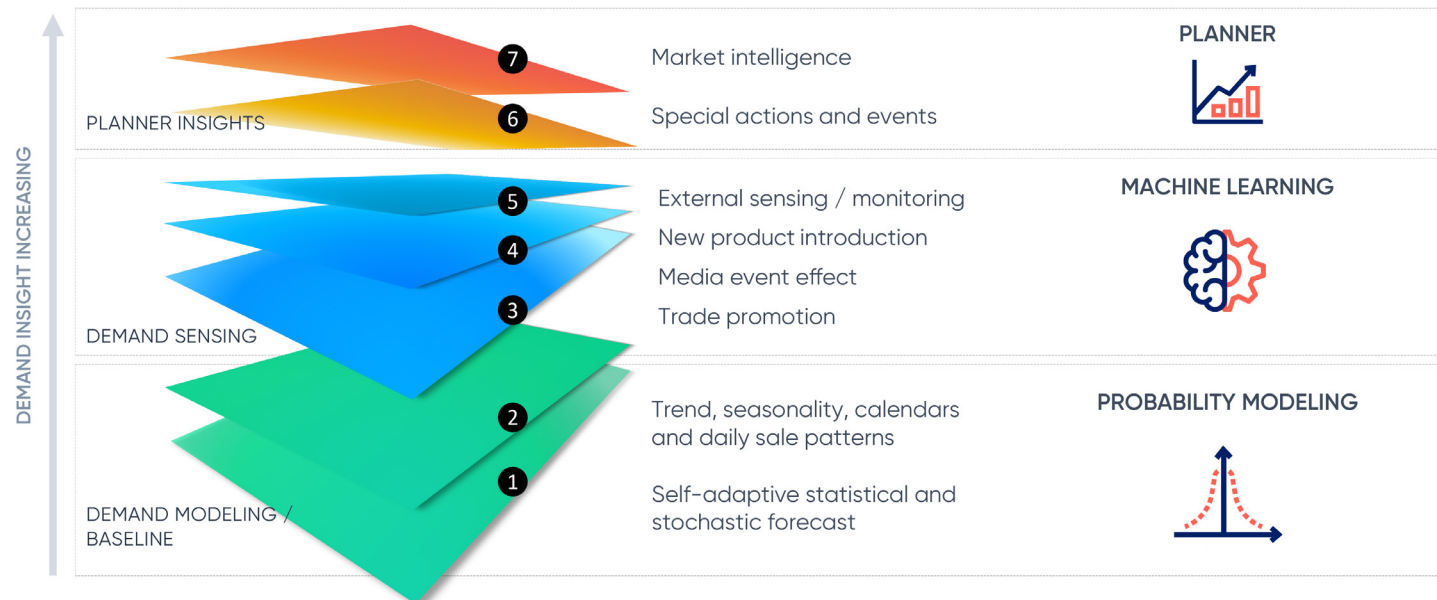 DEMAND INSIGHT INCREASING
PLANNER INSIGHTS
7
Market intelligence
6
Special actions and events
PLANNER
DEMAND SENSING
5
External sensing / monitoring
4
New product introduction
Media event effect
3
Trade promotion
MACHINE LEARNING
DEMAND MODELING /
BASELINE
2
Trend, seasonality, calendars
and daily sale patterns
1
Self-adaptive statistical and
stochastic forecast
PROBABILITY MODELING